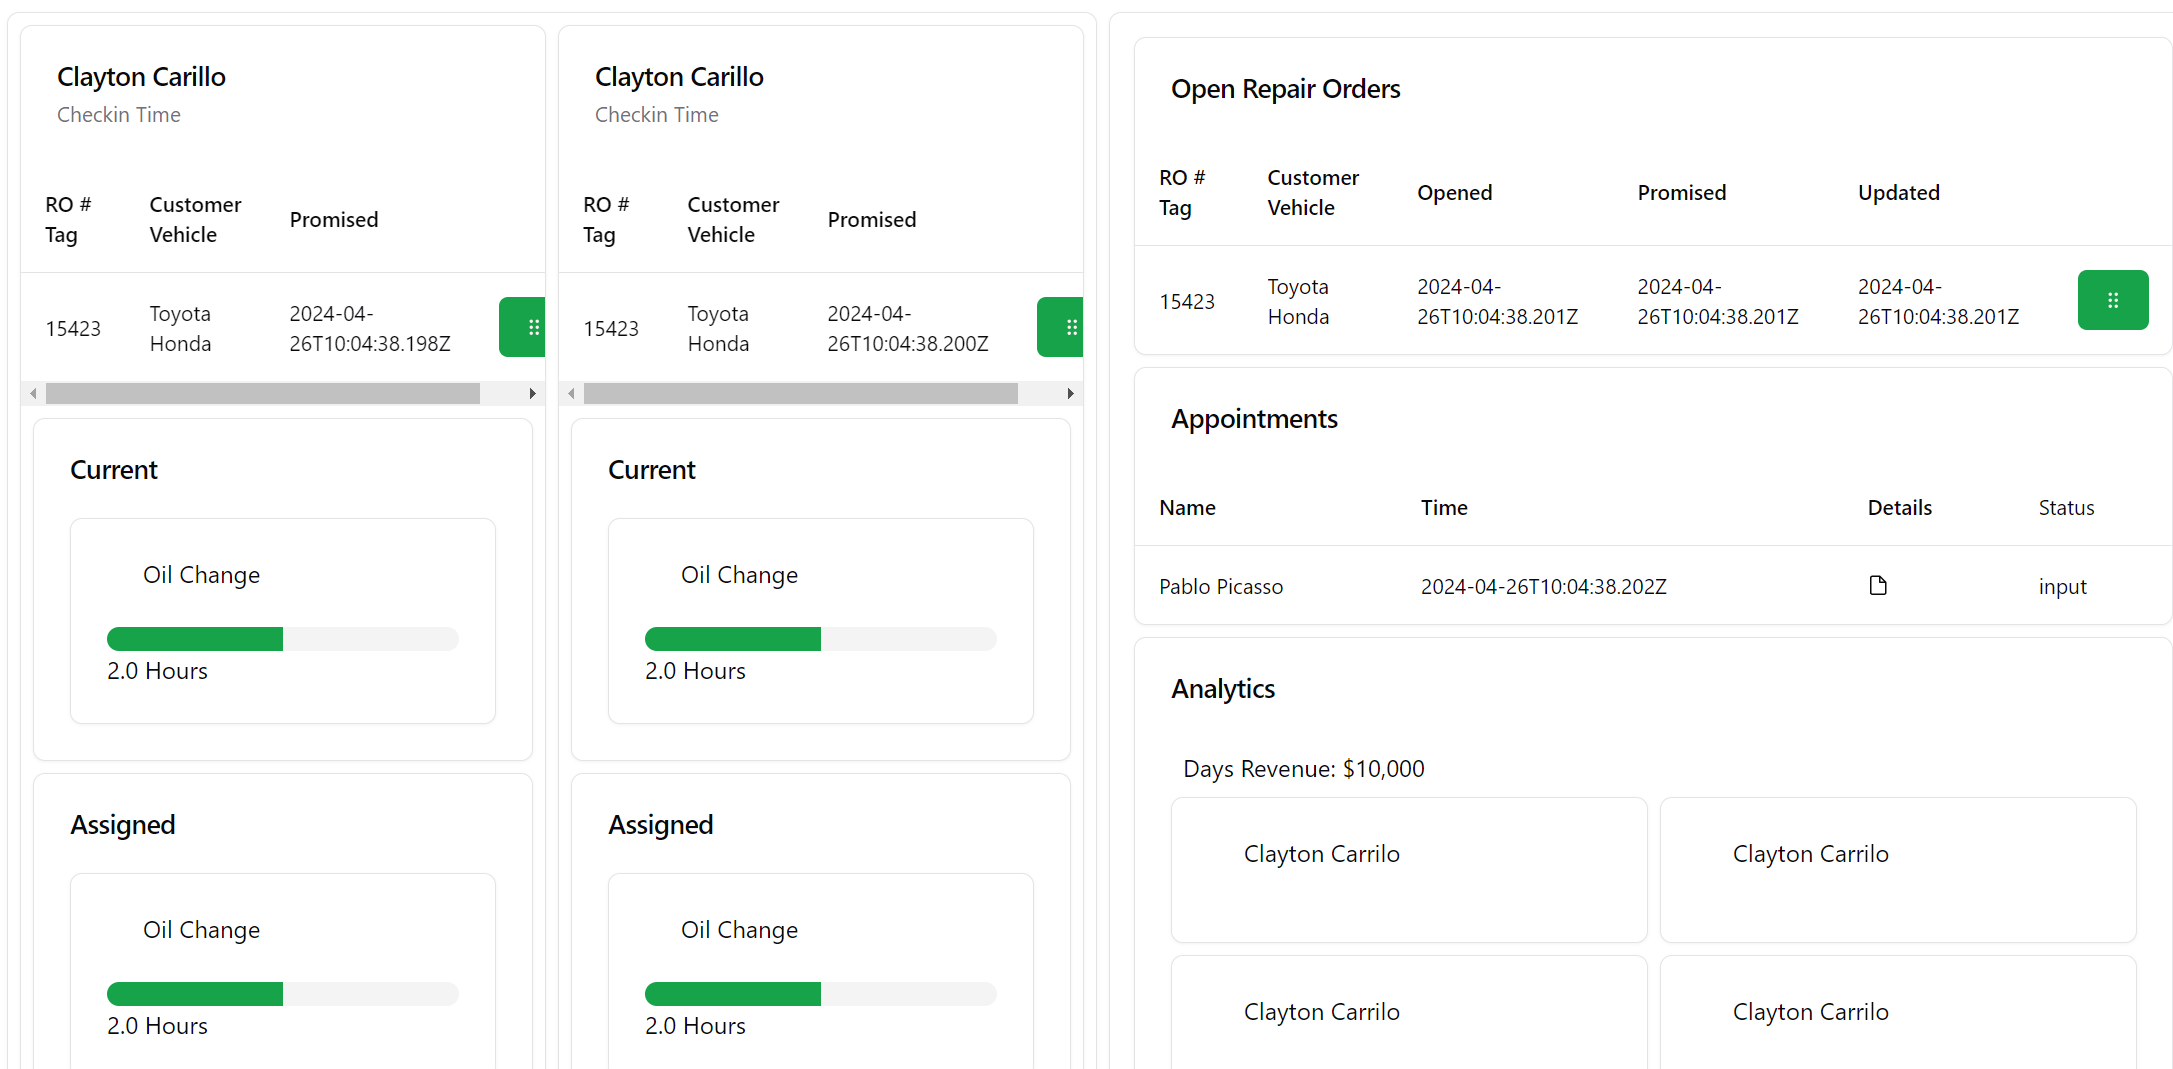 Clayton Carillo
Checkin Time
RO #
Tag
Customer
Vehicle
Promised
15423
Toyota
Honda
2024-04-
26T10:04:38.198Z
Current
Oil Change
2.0 Hours
Assigned
Oil Change
2.0 Hours
Clayton Carillo
Checkin Time
RO #
Tag
Customer
Vehicle
Promised
15423
Toyota
Honda
2024-04-
26T10:04:38.200Z
Current
Oil Change
2.0 Hours
Assigned
Oil Change
2.0 Hours
Open Repair Orders
RO #
Tag
Customer
Vehicle
Opened
Promised
Updated
15423
Toyota
Honda
2024-04-
26T10:04:38.201Z
2024-04-
26T10:04:38.201Z
2024-04-
26T10:04:38.201Z
Appointments
Name
Time
Details
Status
Pablo Picasso
2024-04-26T10:04:38.202Z
input
Analytics
Days Revenue: $10,000
Clayton Carrilo
Clayton Carrilo
Clayton Carrilo
Clayton Carrilo